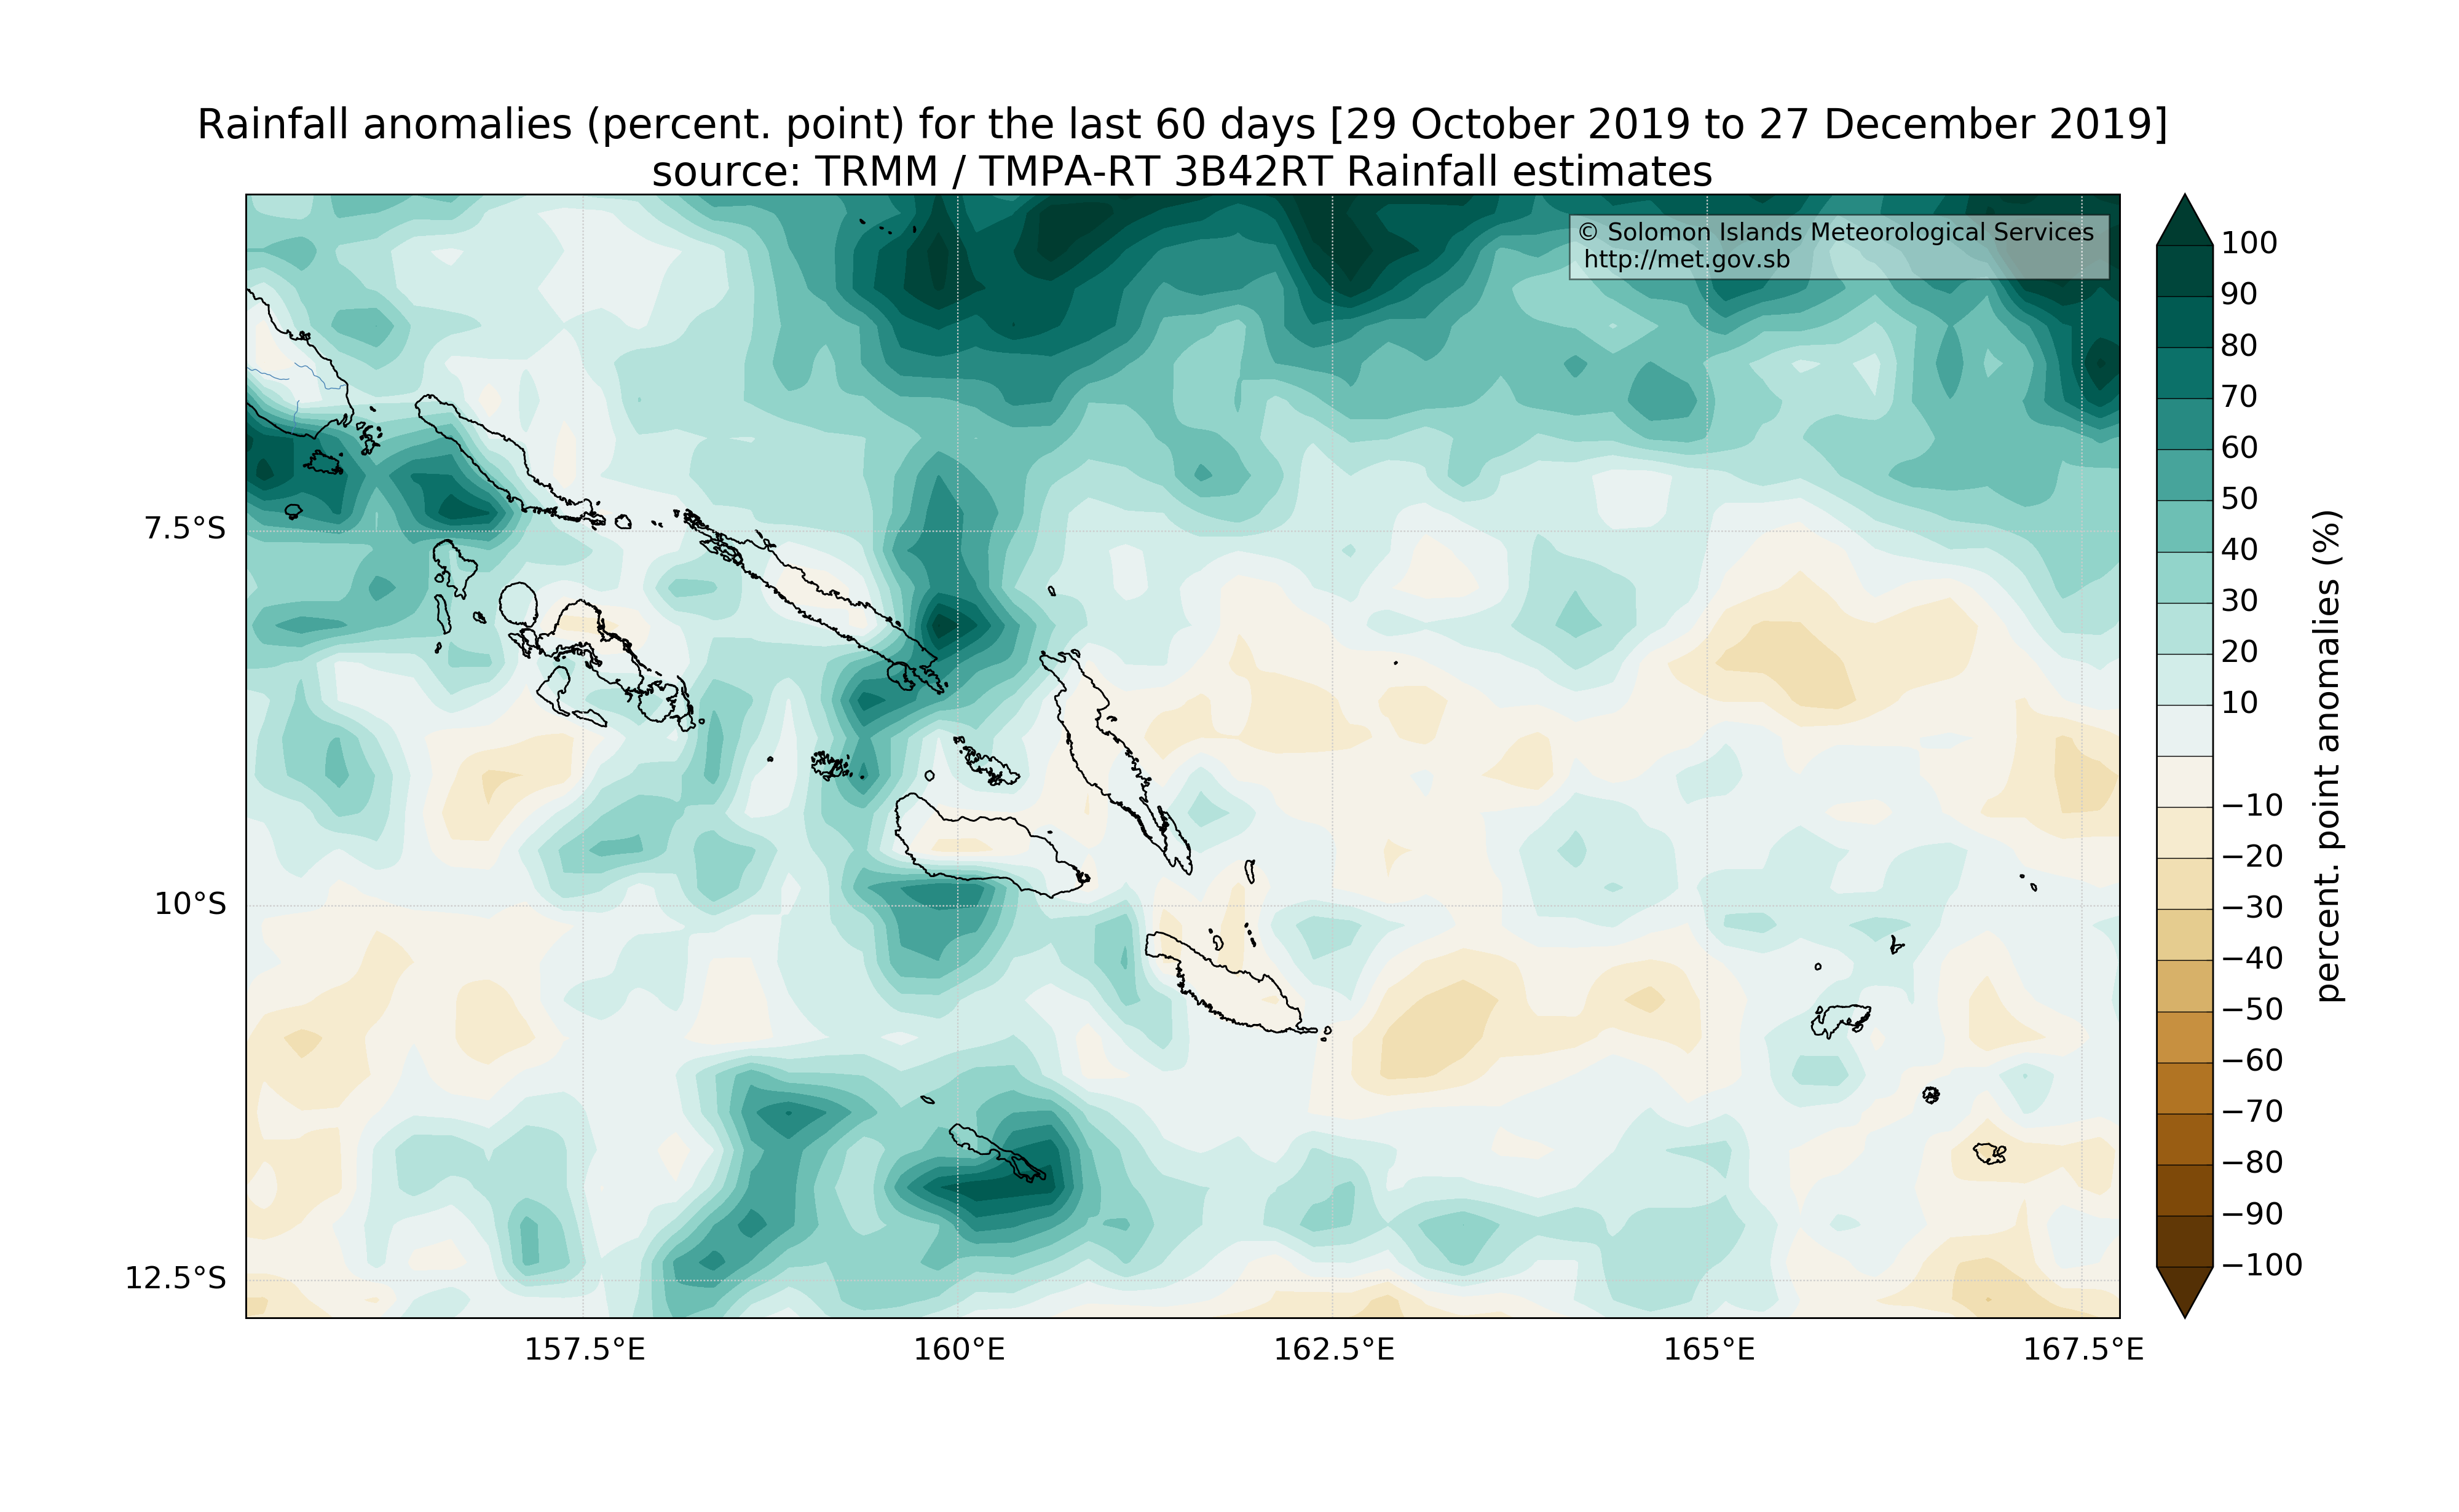 Rainfall anomalies (percent. point) for the last 60 days [29 October 2019 to 27 December 2019]
source: TRMM / TMPA-RT 3B42RT Rainfall estimates
© Solomon Islands Meteorological Services
http://met.gov.sb
7.5°S
10°S
12.5°S
157.5°E
160°E
162.5°E
165°E
167.5°E
100
90
80
70
60
50
40
30
20
10
−10
−20
−30
−40
−50
−60
−70
−80
−90
−100
percent. point anomalies (%)